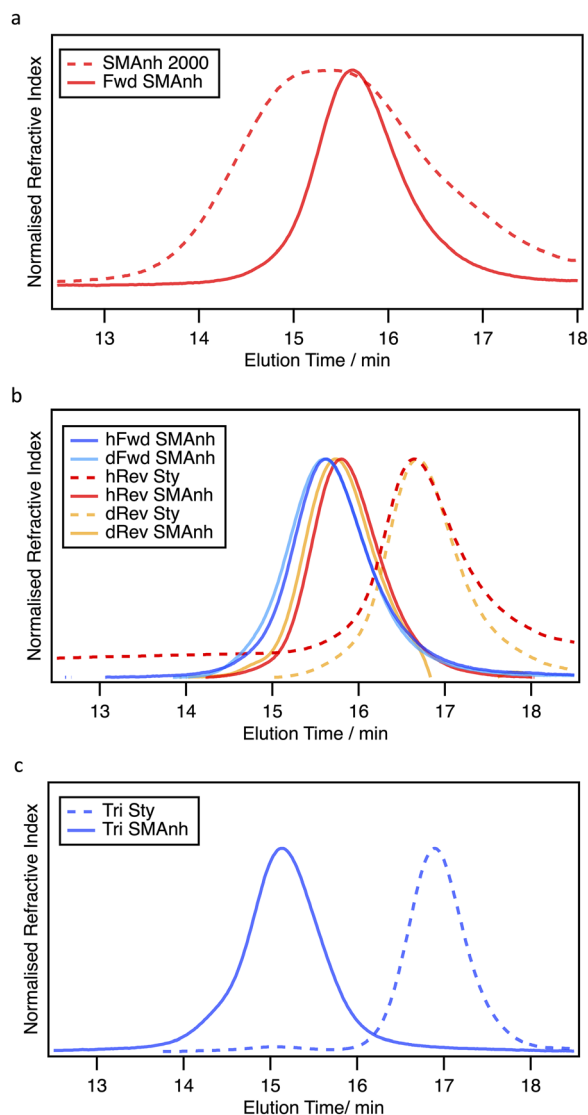 a
SMAnh 2000
Fwd SMAnh
Normalised Refractive Index
13 14 15 16 17 18
Elution Time / min
b
hFwd SMAnh
dFwd SMAnh
hRev Sty
hRev SMAnh
dRev Sty
dRev SMAnh
Normalised Refractive Index
13 14 15 16 17 18
Elution Time / min
c
Tri Sty
Tri SMAnh
Normalised Refractive Index
13 14 15 16 17 18
Elution Time/ min